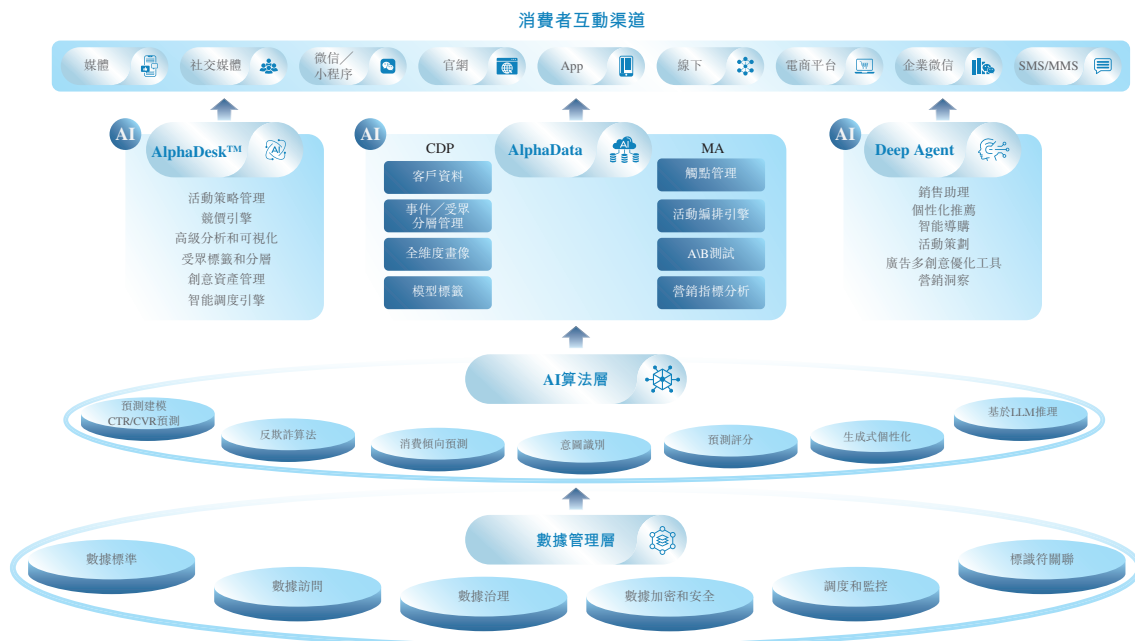 消費者互動渠道
媒體
社交媒體
微信／
小程序
官網
App
線下
電商平台
企業微信
SMS/MMS
AI
AlphaDesk™
AI
活動策略管理
競價引擎
高級分析和可視化
受眾標籤和分層
創意資產管理
智能調度引擎
AI
CDP
AlphaData
AI
MA
客戶資料
事件／受眾
分層管理
全維度畫像
模型標籤
觸點管理
活動編排引擎
A\B測試
營銷指標分析
AI
Deep Agent
銷售助理
個性化推薦
智能導購
活動策劃
廣告多創意優化工具
營銷洞察
AI算法層
預測建模
CTR/CVR預測
反欺詐算法
消費傾向預測
意圖識別
預測評分
生成式個性化
基於LLM推理
數據管理層
數據標準
數據訪問
數據治理
數據加密和安全
調度和監控
標識符關聯